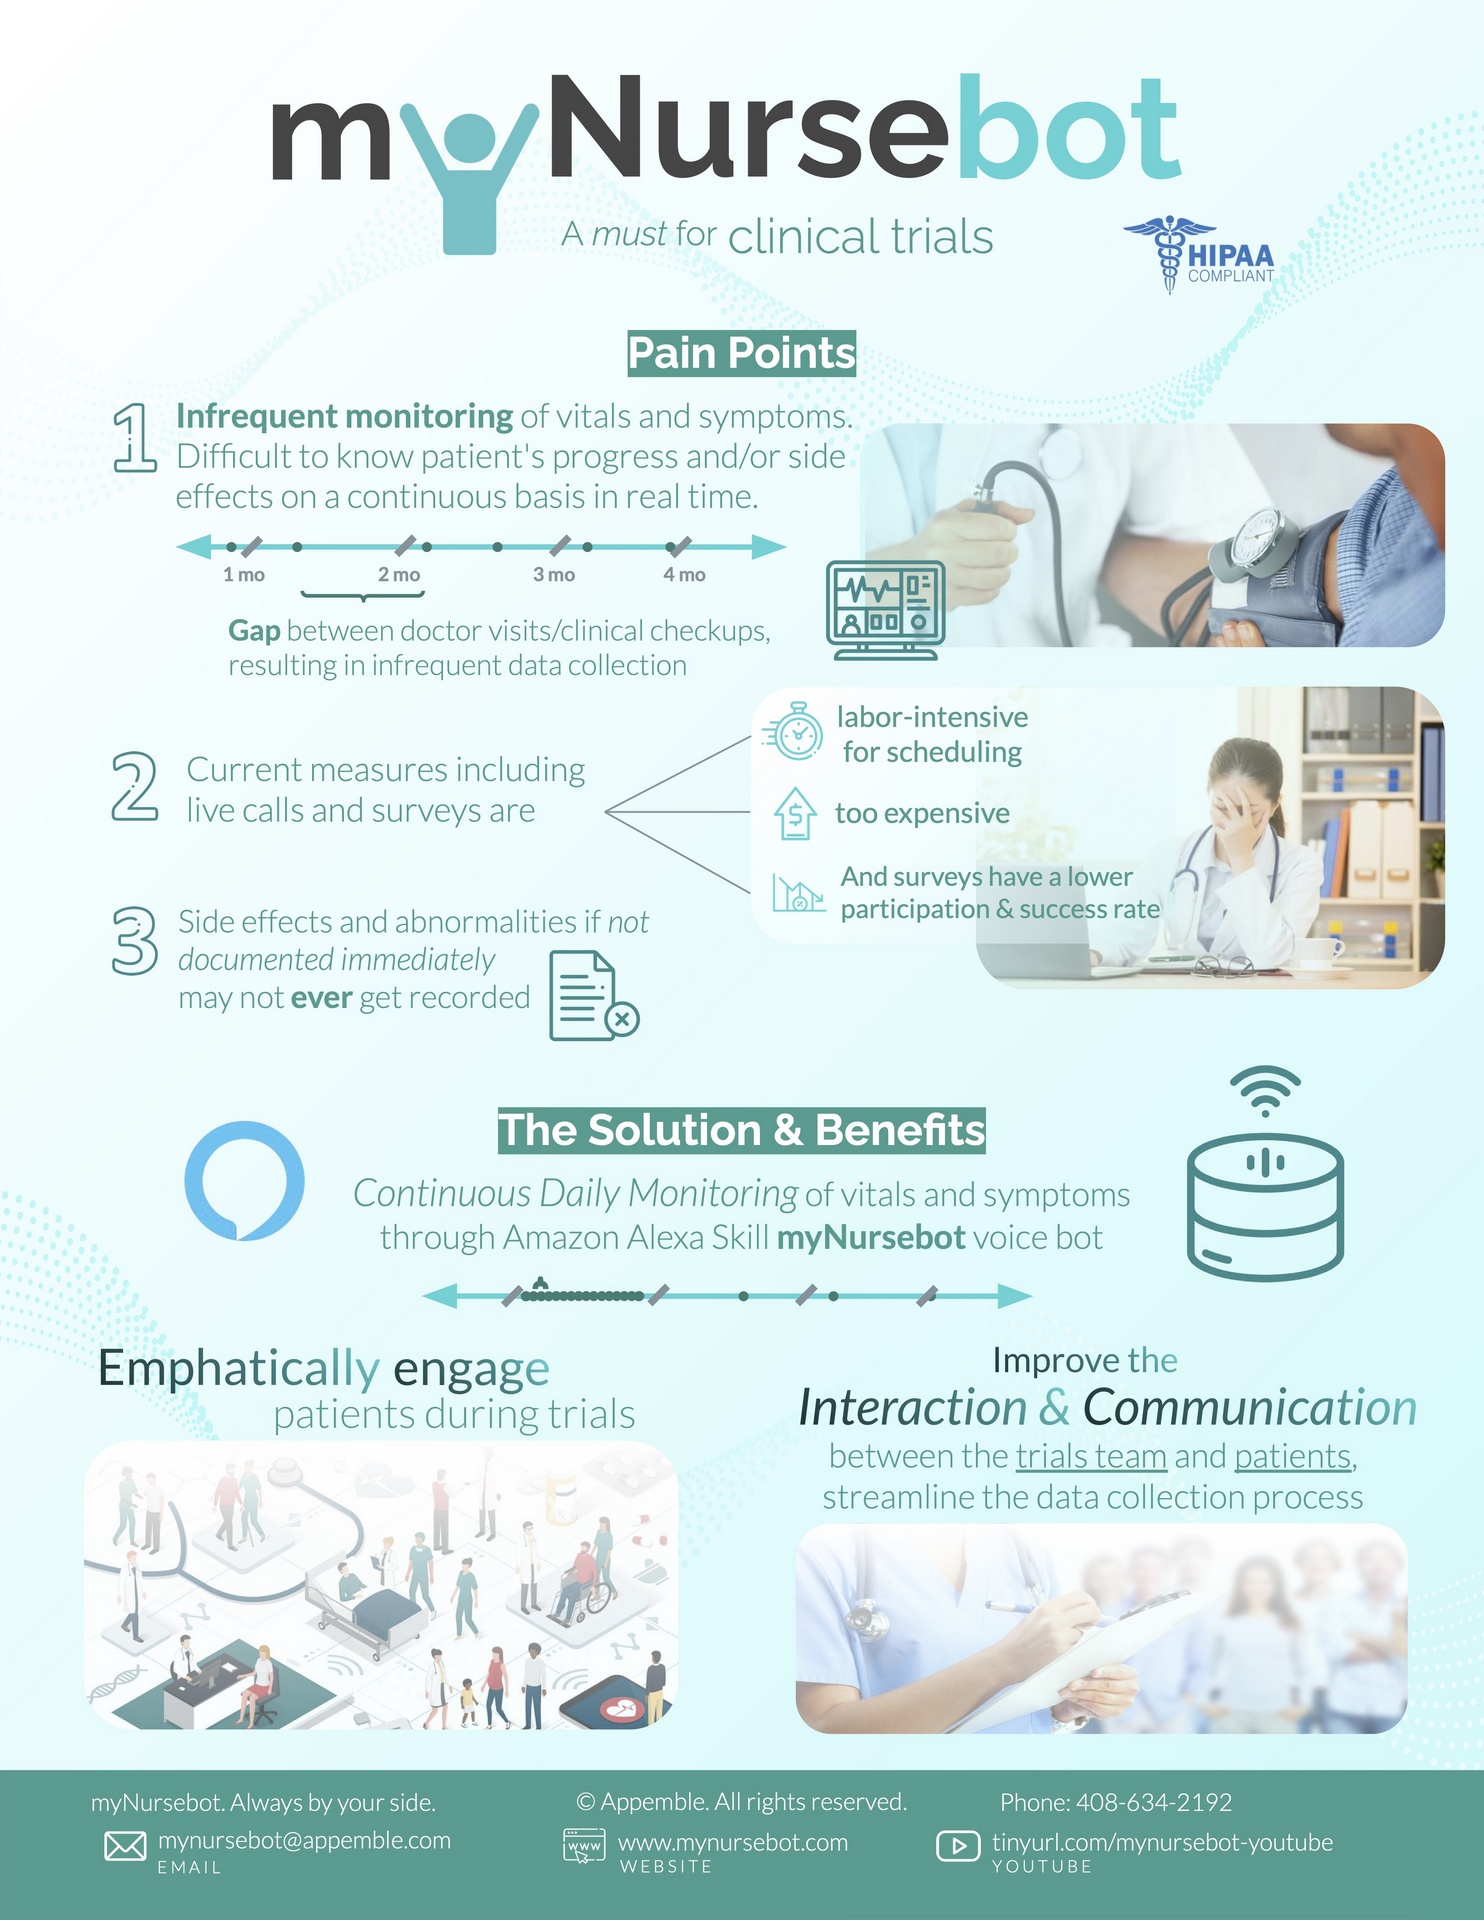 myNursebot
A must for clinical trials
HIPAA
COMPLIANT
Pain Points
1
Infrequent monitoring of vitals and symptoms.
Difficult to know patient's progress and/or side
effects on a continuous basis in real time.
1 mo 2 mo 3 mo 4 mo
Gap between doctor visits/clinical checkups,
resulting in infrequent data collection
2
Current measures including
live calls and surveys are
labor-intensive
for scheduling
too expensive
And surveys have a lower
participation & success rate
3
Side effects and abnormalities if not
documented immediately
may not ever get recorded
The Solution & Benefits
Continuous Daily Monitoring of vitals and symptoms
through Amazon Alexa Skill myNursebot voice bot
Emphatically engage
patients during trials
Improve the
Interaction & Communication
between the trials team and patients,
streamline the data collection process
myNursebot. Always by your side.
mynursebot@appemble.com
EMAIL
© Appemble. All rights reserved.
www
www.mynursebot.com
WEBSITE
Phone: 408-634-2192
tinyurl.com/mynursebot-youtube
YOUTUBE